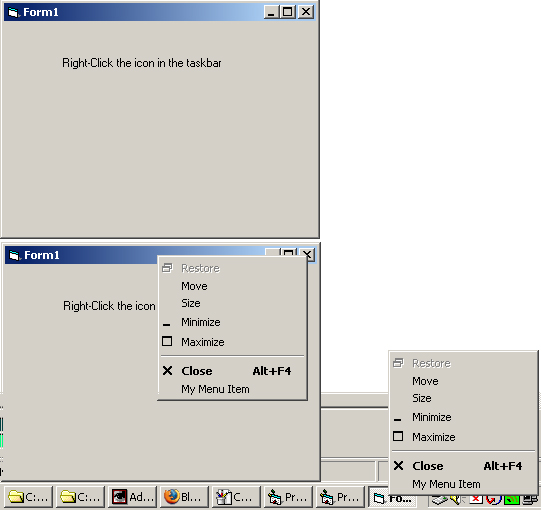 Form1
Right-Click the icon in the taskbar
Form1
Right-Click the icon
Restore
Move
Size
Minimize
Maximize
Close Alt+F4
My Menu Item
Restore
Move
Size
Minimize
Maximize
Close Alt+F4
My Menu Item
C:... C:... Ad... Bl... C... Pr... Pr... Fo...